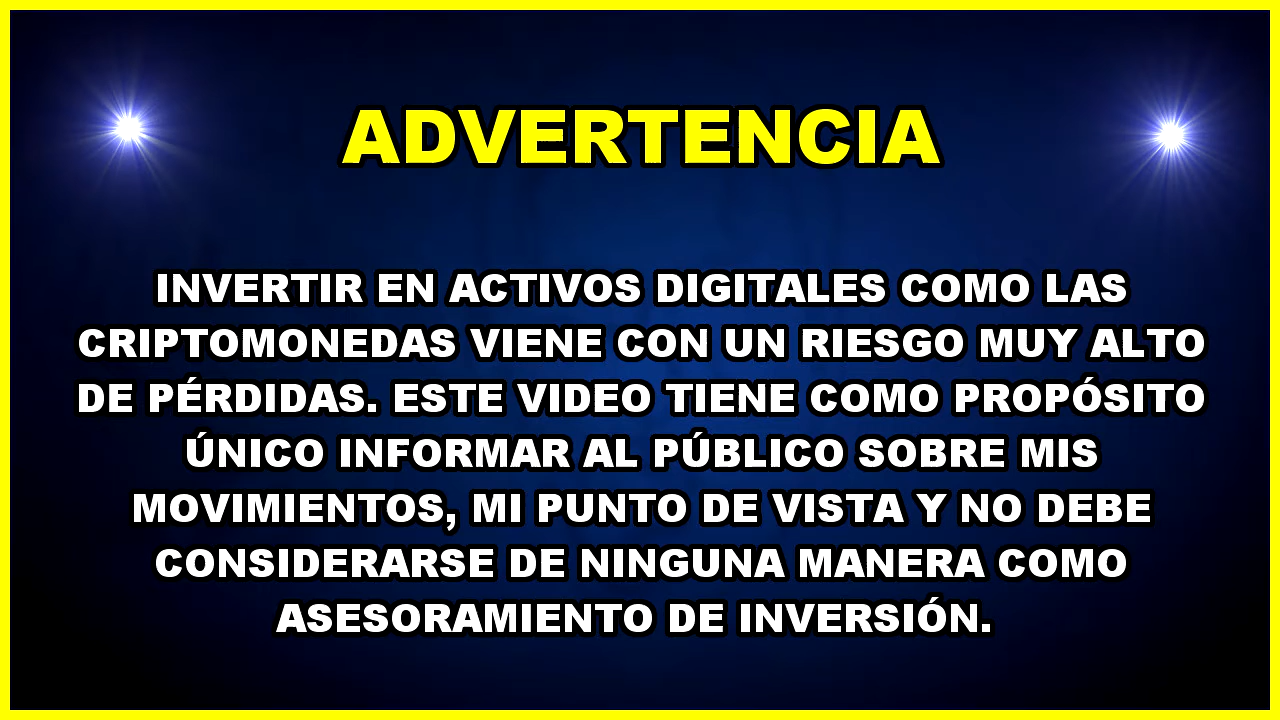 ADVERTENCIA
INVERTIR EN ACTIVOS DIGITALES COMO LAS
CRIPTOMONEDAS VIENE CON UN RIESGO MUY ALTO
DE PÉRDIDAS. ESTE VIDEO TIENE COMO PROPÓSITO
ÚNICO INFORMAR AL PÚBLICO SOBRE MIS
MOVIMIENTOS, MI PUNTO DE VISTA Y NO DEBE
CONSIDERARSE DE NINGUNA MANERA COMO
ASESORAMIENTO DE INVERSIÓN.